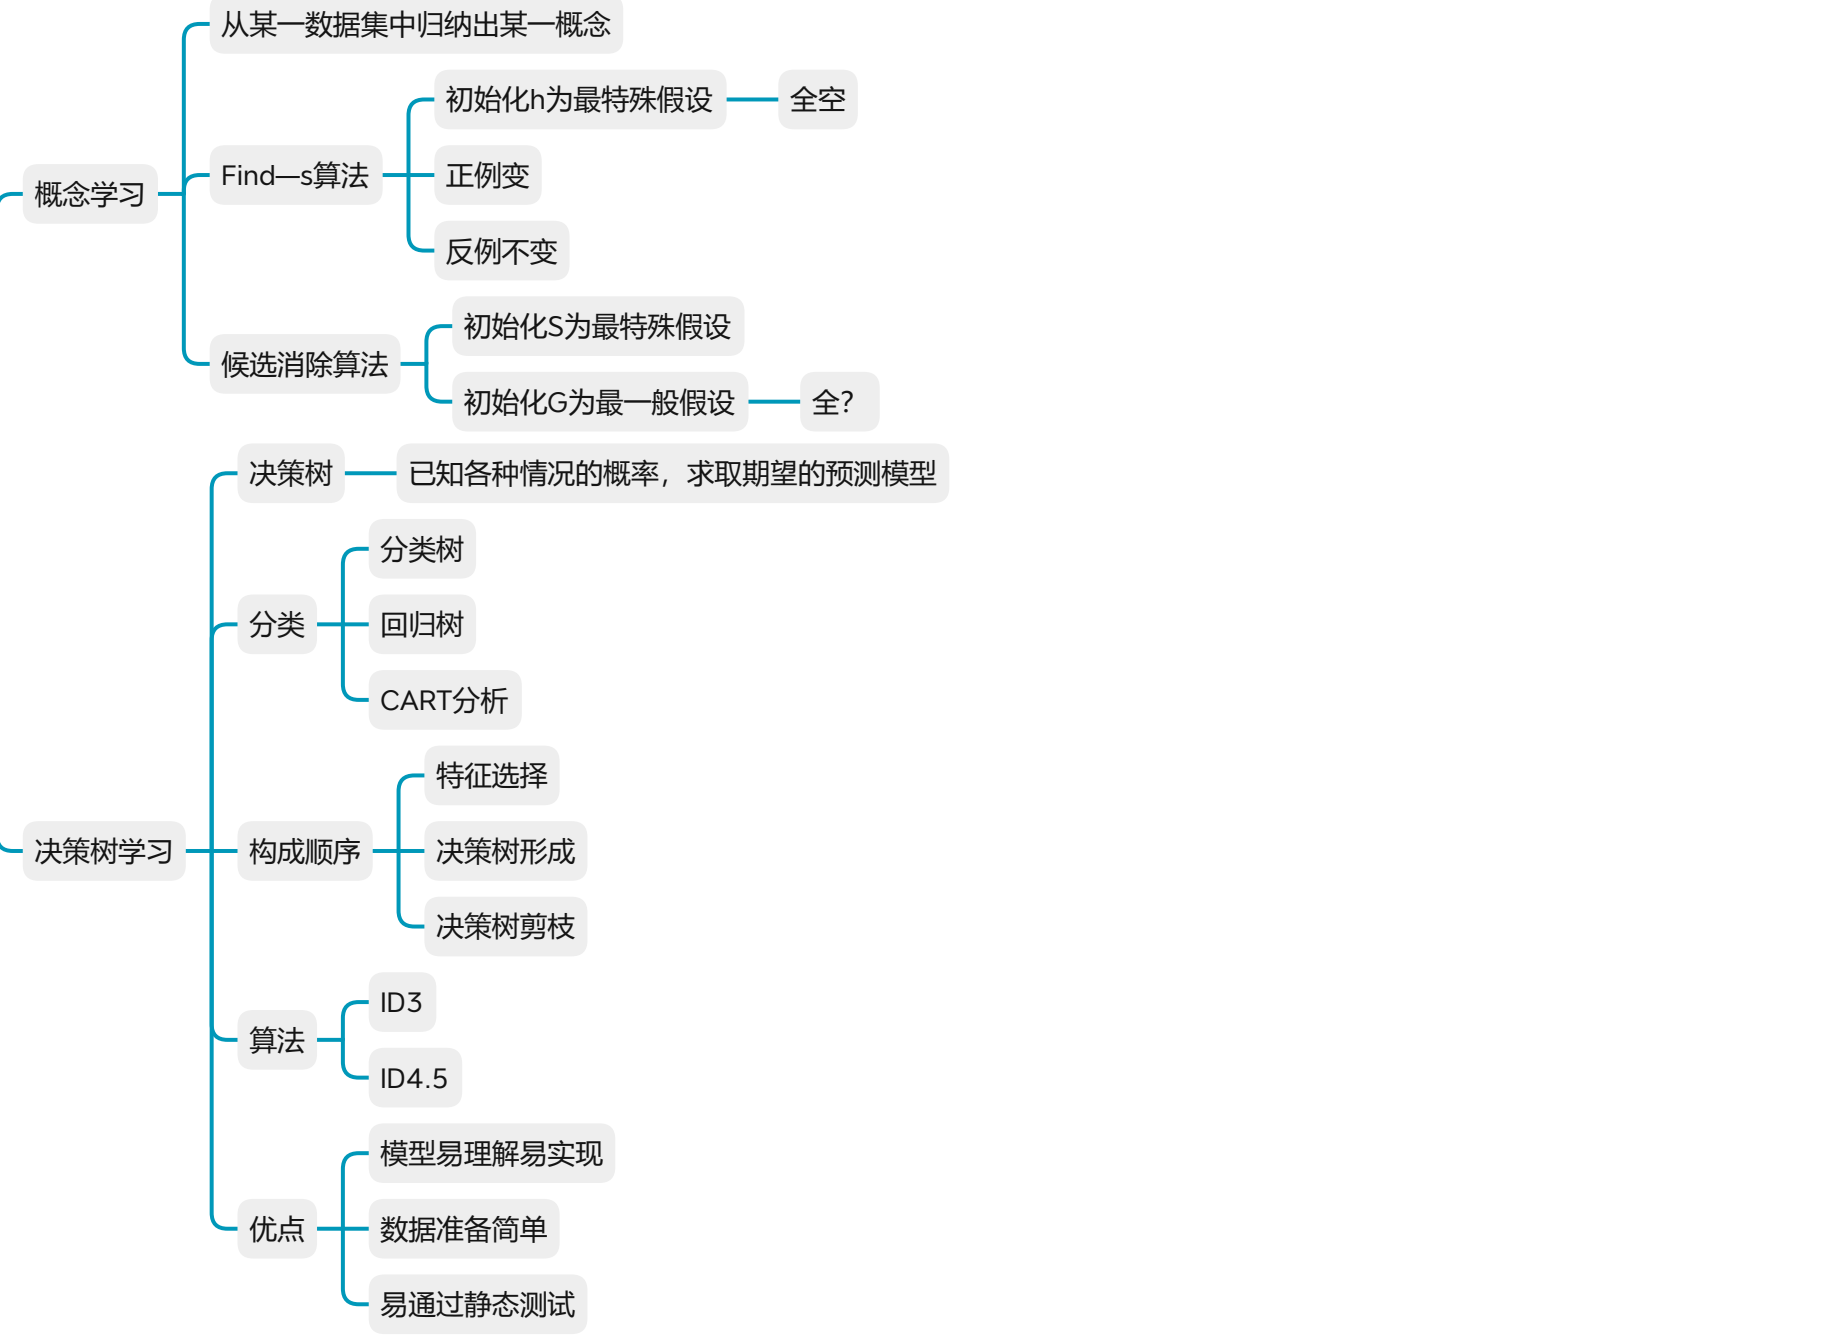 概念学习
从某一数据集中归纳出某一概念
Find—s算法
初始化h为最特殊假设
全空
正例变
反例不变
候选消除算法
初始化S为最特殊假设
初始化G为最一般假设
全？
决策树学习
决策树
已知各种情况的概率，求取期望的预测模型
分类
分类树
回归树
CART分析
构成顺序
特征选择
决策树形成
决策树剪枝
算法
ID3
ID4.5
优点
模型易理解易实现
数据准备简单
易通过静态测试